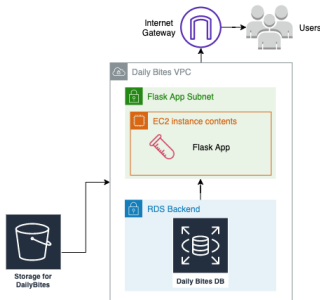 Internet
Gateway
Users
Daily Bites VPC
Flask App Subnet
EC2 instance contents
Flask App
RDS Backend
Daily Bites DB
Storage for
DailyBites